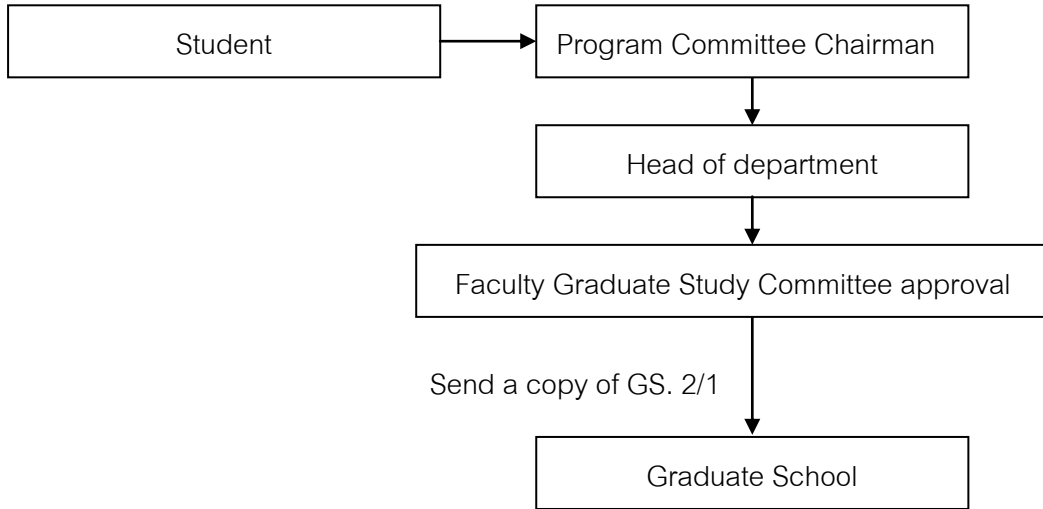 Student
Program Committee Chairman
Head of department
Faculty Graduate Study Committee approval
Send a copy of GS. 2/1
Graduate School